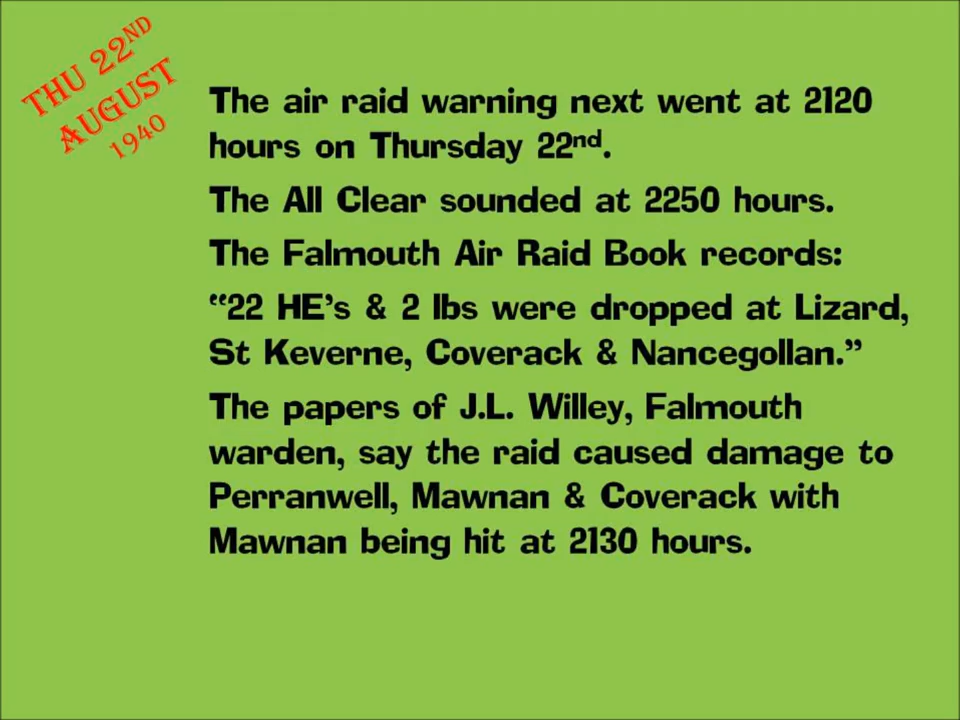 THU 22ND
AUGUST
1940
The air raid warning next went at 2120
hours on Thursday 22nd.
The All Clear sounded at 2250 hours.
The Falmouth Air Raid Book records:
“22 HE’s & 2 Ibs were dropped at Lizard,
St Keverne, Coverack & Nancegollan.”
The papers of J.L. Willey, Falmouth
warden, say the raid caused damage to
Perranwell, Mawnan & Coverack with
Mawnan being hit at 2130 hours.